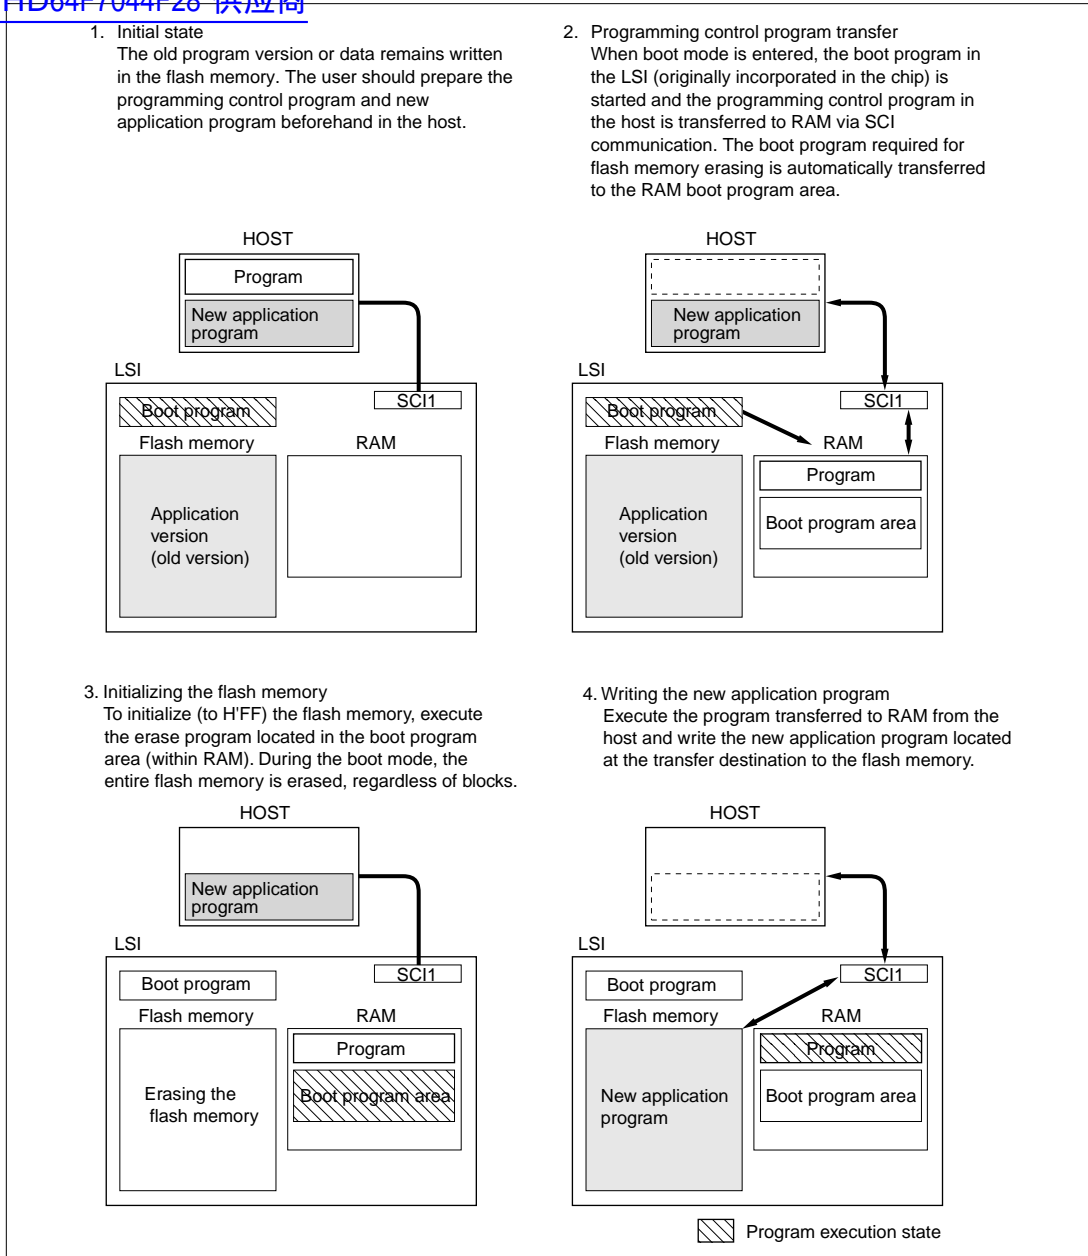 HD64F7044F28 供应商
1. Initial state
The old program version or data remains written
in the flash memory. The user should prepare the
programming control program and new
application program beforehand in the host.
2. Programming control program transfer
When boot mode is entered, the boot program in
the LSI (originally incorporated in the chip) is
started and the programming control program in
the host is transferred to RAM via SCI
communication. The boot program required for
flash memory erasing is automatically transferred
to the RAM boot program area.
HOST
Program
New application
program
LSI
SCI1
Boot program
Flash memory
RAM
Application
version
(old version)
HOST
New application
program
LSI
SCI1
Boot program
Flash memory
RAM
Program
Boot program area
Application
version
(old version)
3. Initializing the flash memory
To initialize (to H'FF) the flash memory, execute
the erase program located in the boot program
area (within RAM). During the boot mode, the
entire flash memory is erased, regardless of blocks.
4. Writing the new application program
Execute the program transferred to RAM from the
host and write the new application program located
at the transfer destination to the flash memory.
HOST
New application
program
LSI
SCI1
Boot program
Flash memory
RAM
Program
Boot program area
Erasing the
flash memory
HOST
LSI
SCI1
Boot program
Flash memory
RAM
Program
Boot program area
New application
program
Program execution state